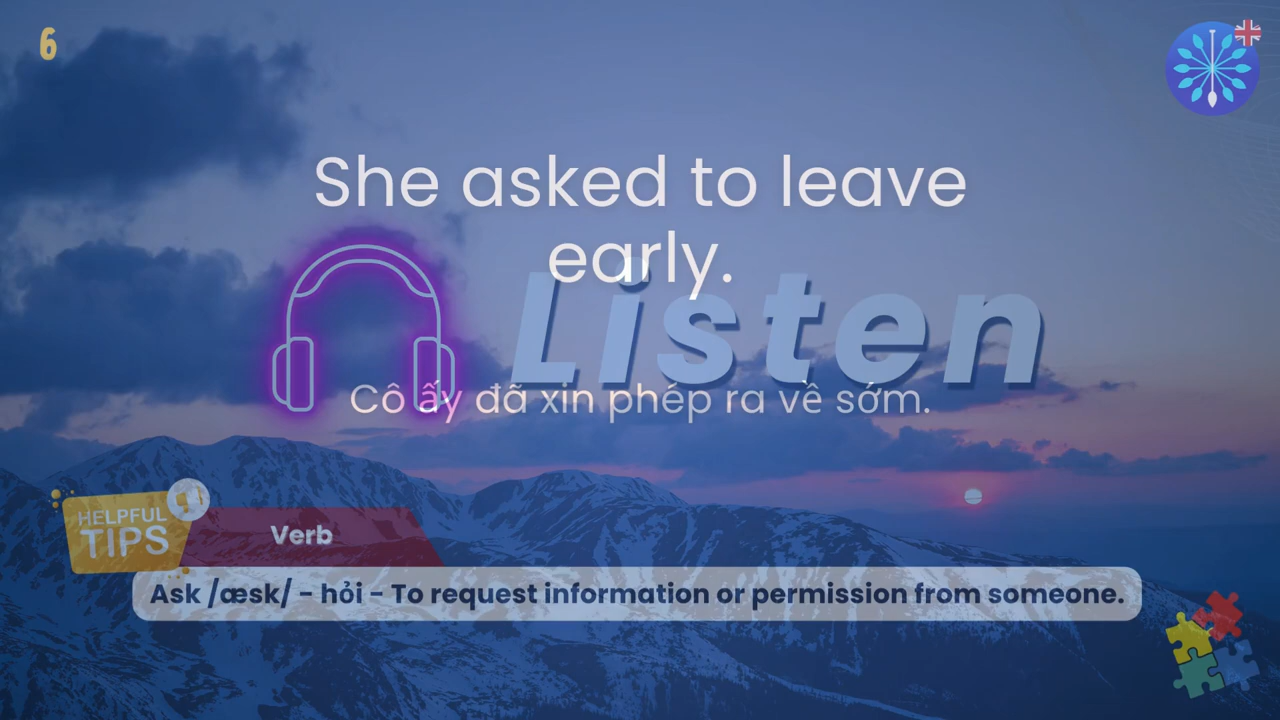 6
She asked to leave
early.
Listen
Cô ấy đã xin phép ra về sớm.
HELPFUL
TIPS
Verb
Ask /æsk/ - hỏi - To request information or permission from someone.